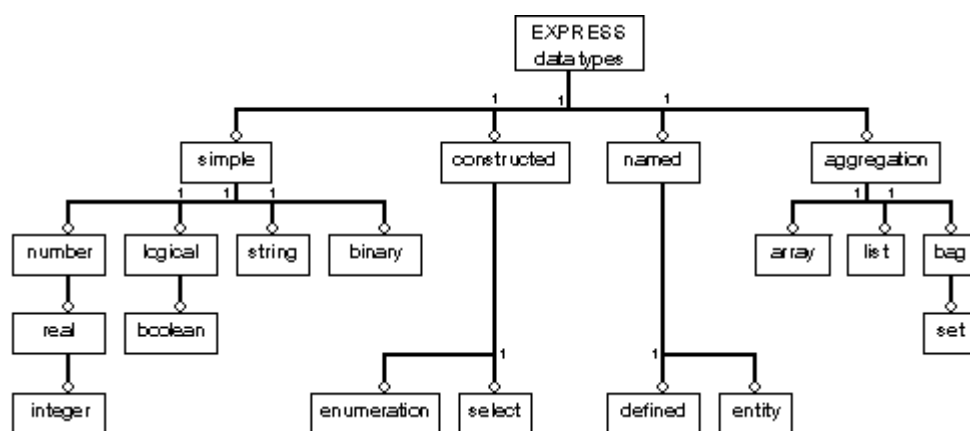 EXPRESS
data types
1 1 1
simple constructed named aggregation
1 1 1 1 1
number logical string binary array list bag
real boolean set
1 1
integer enumeration select defined entity